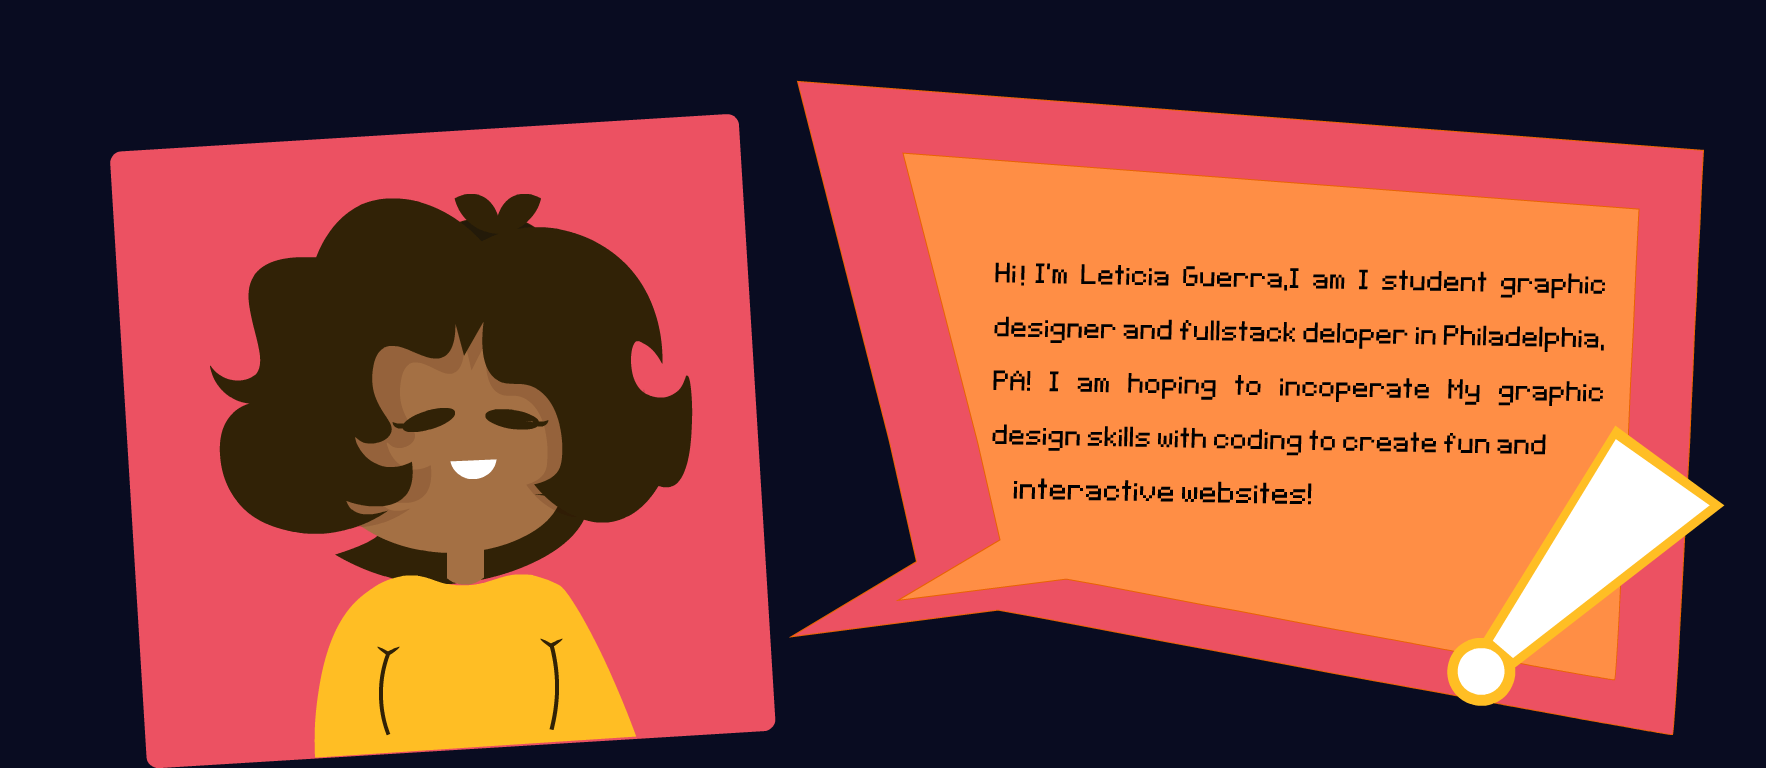 Hi! I'm Leticia Guerra,I am I student graphic
designer and fullstack deloper in Philadelphia,
PA! I am hoping to incoperate My graphic
design skills with coding to create fun and
interactive websites!